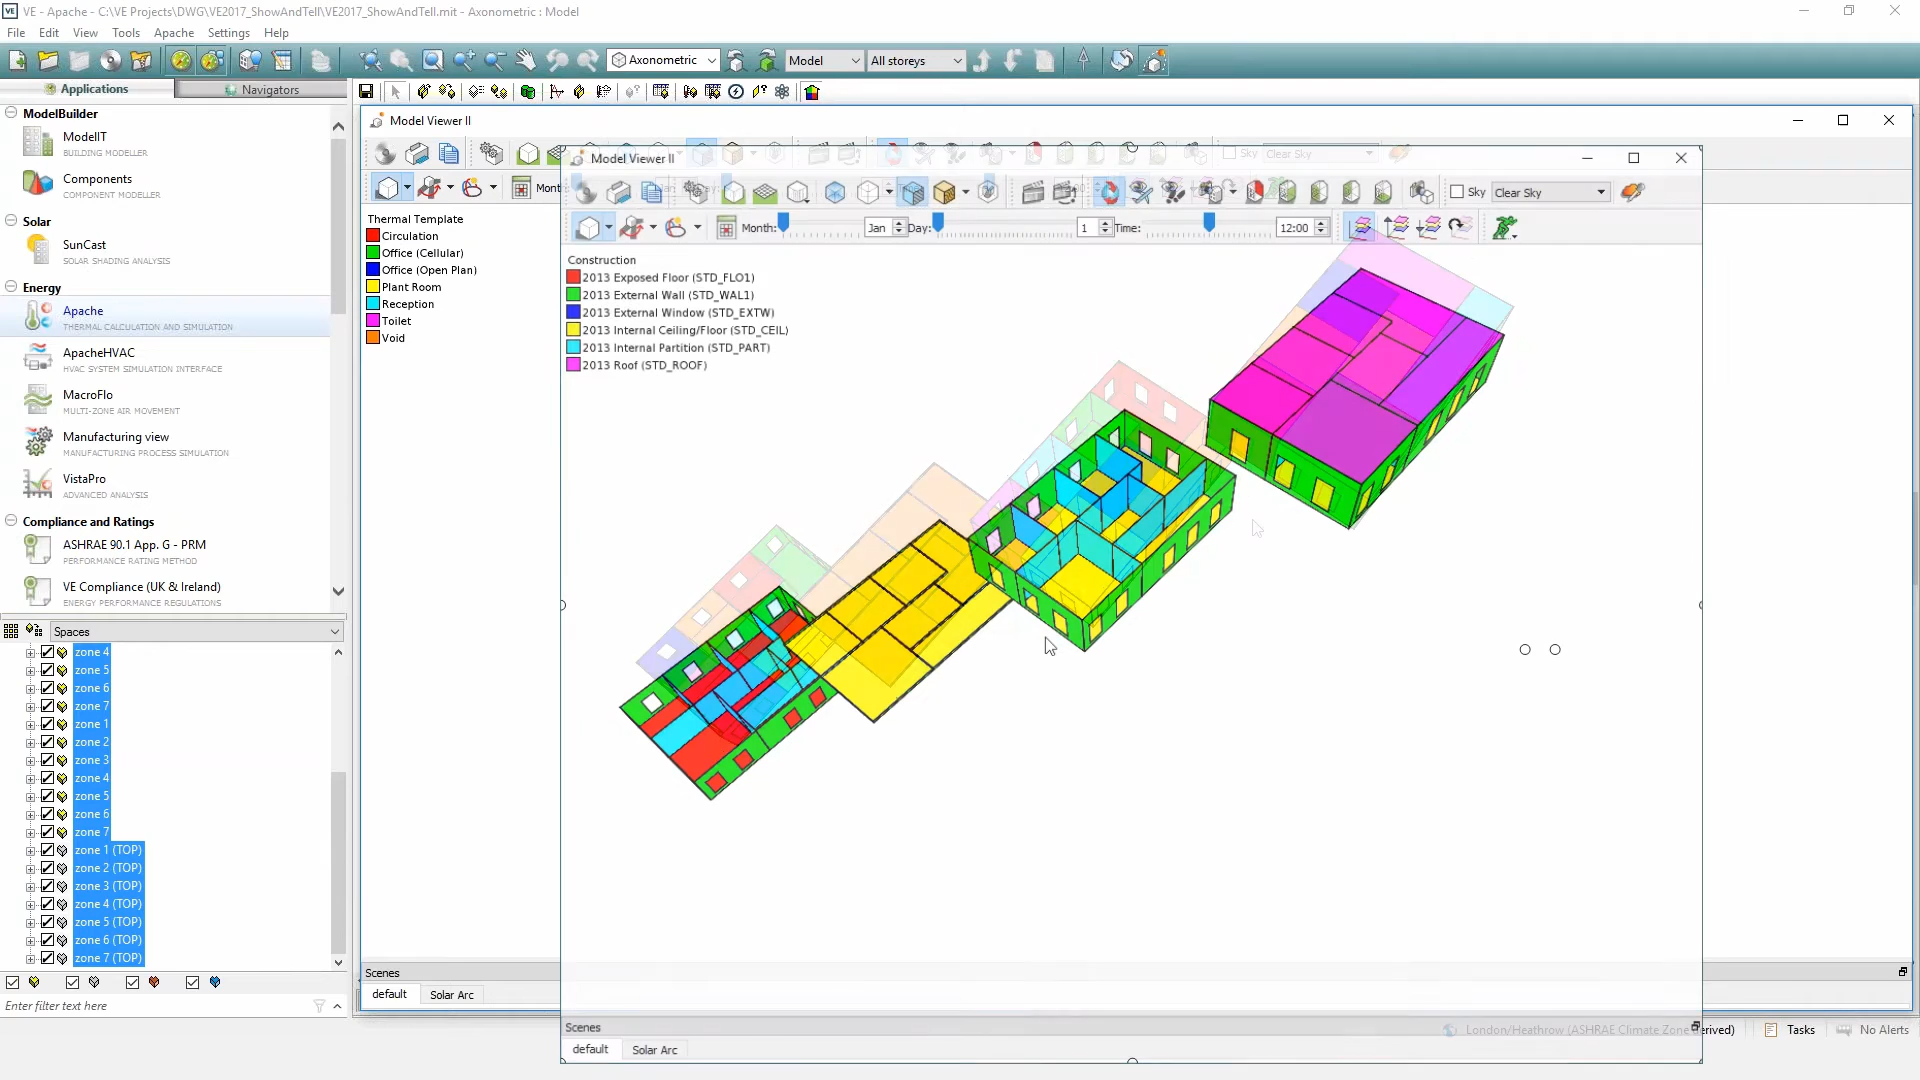 VE - Apache - C:\VE Projects\DWG\VE2017_ShowAndTell\VE2017_ShowAndTell.mit - Axonometric : Model
File Edit View Tools Apache Settings Help
Axonometric Model All storeys
Applications Navigators
ModelBuilder
ModelIT
BUILDING MODELLER
Components
COMPONENT MODELLER
Solar
SunCast
SOLAR SHADING ANALYSIS
Energy
Apache
THERMAL CALCULATION AND SIMULATION
ApacheHVAC
HVAC SYSTEM SIMULATION INTERFACE
MacroFlo
MULTI-ZONE AIR MOVEMENT
Manufacturing view
MANUFACTURING PROCESS SIMULATION
VistaPro
ADVANCED ANALYSIS
Compliance and Ratings
ASHRAE 90.1 App. G - PRM
PERFORMANCE RATING METHOD
VE Compliance (UK & Ireland)
ENERGY PERFORMANCE REGULATIONS
Spaces
zone 4
zone 5
zone 6
zone 7
zone 1
zone 2
zone 3
zone 4
zone 5
zone 6
zone 7
zone 1 (TOP)
zone 2 (TOP)
zone 3 (TOP)
zone 4 (TOP)
zone 5 (TOP)
zone 6 (TOP)
zone 7 (TOP)
Enter filter text here
Model Viewer II
Sky Clear Sky
Thermal Template
Circulation
Office (Cellular)
Office (Open Plan)
Plant Room
Reception
Toilet
Void
Scenes
default Solar Arc
Model Viewer II
Sky Clear Sky
Month: Jan Day: 1 Time: 12:00
Construction
2013 Exposed Floor (STD_FLO1)
2013 External Wall (STD_WAL1)
2013 External Window (STD_EXTW)
2013 Internal Ceiling/Floor (STD_CEIL)
2013 Internal Partition (STD_PART)
2013 Roof (STD_ROOF)
Scenes
default Solar Arc
London/Heathrow (ASHRAE Climate Zone erived) Tasks No Alerts